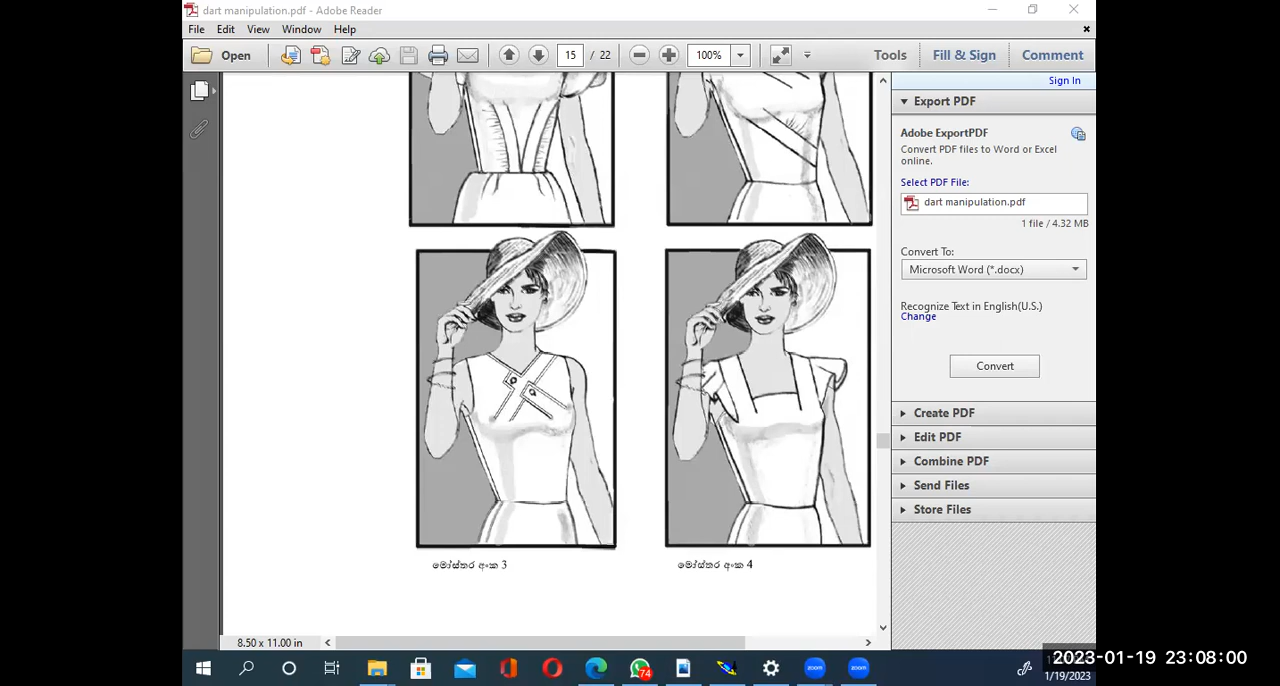 dart manipulation.pdf - Adobe Reader
File Edit View Window Help
Open 15 / 22 100% Tools Fill & Sign Comment
Sign In
Export PDF
Adobe ExportPDF
Convert PDF files to Word or Excel
online.
Select PDF File:
dart manipulation.pdf
1 file / 4.32 MB
Convert To:
Microsoft Word (*.docx)
Recognize Text in English(U.S.)
Change
Convert
Create PDF
Edit PDF
Combine PDF
Send Files
Store Files
මෝස්තර අංක 3
මෝස්තර අංක 4
8.50 x 11.00 in
74
zoom
zoom
2023-01-19 23:08:00
1/19/2023